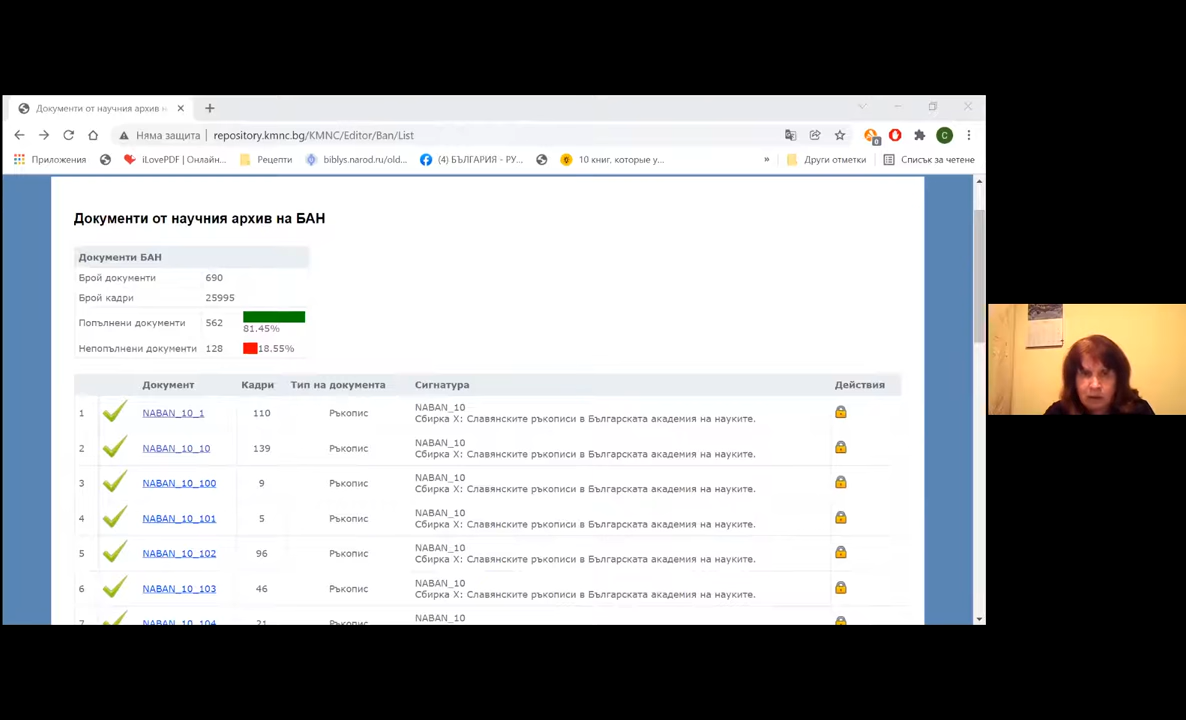 Документи от научния архив н
Няма защита repository.kmnc.bg/KMNC/Editor/Ban/List
0 С
Приложения iLovePDF | Онлайн... Рецепти biblys.narod.ru/old... (4) БЪЛГАРИЯ - РУ... 10 книг, которые у... » Други отметки Списък за четене
Документи от научния архив на БАН
Документи БАН
Брой документи 690
Брой кадри 25995
Попълнени документи 562 81.45%
Непопълнени документи 128 18.55%
Документ Кадри Тип на документа Сигнатура Действия
1 NABAN_10_1 110 Ръкопис NABAN_10
Сбирка X: Славянските ръкописи в Българската академия на науките.
2 NABAN_10_10 139 Ръкопис NABAN_10
Сбирка X: Славянските ръкописи в Българската академия на науките.
3 NABAN_10_100 9 Ръкопис NABAN_10
Сбирка X: Славянските ръкописи в Българската академия на науките.
4 NABAN_10_101 5 Ръкопис NABAN_10
Сбирка X: Славянските ръкописи в Българската академия на науките.
5 NABAN_10_102 96 Ръкопис NABAN_10
Сбирка X: Славянските ръкописи в Българската академия на науките.
6 NABAN_10_103 46 Ръкопис NABAN_10
Сбирка X: Славянските ръкописи в Българската академия на науките.
7 NABAN_10_104 21 Ръкопис NABAN_10